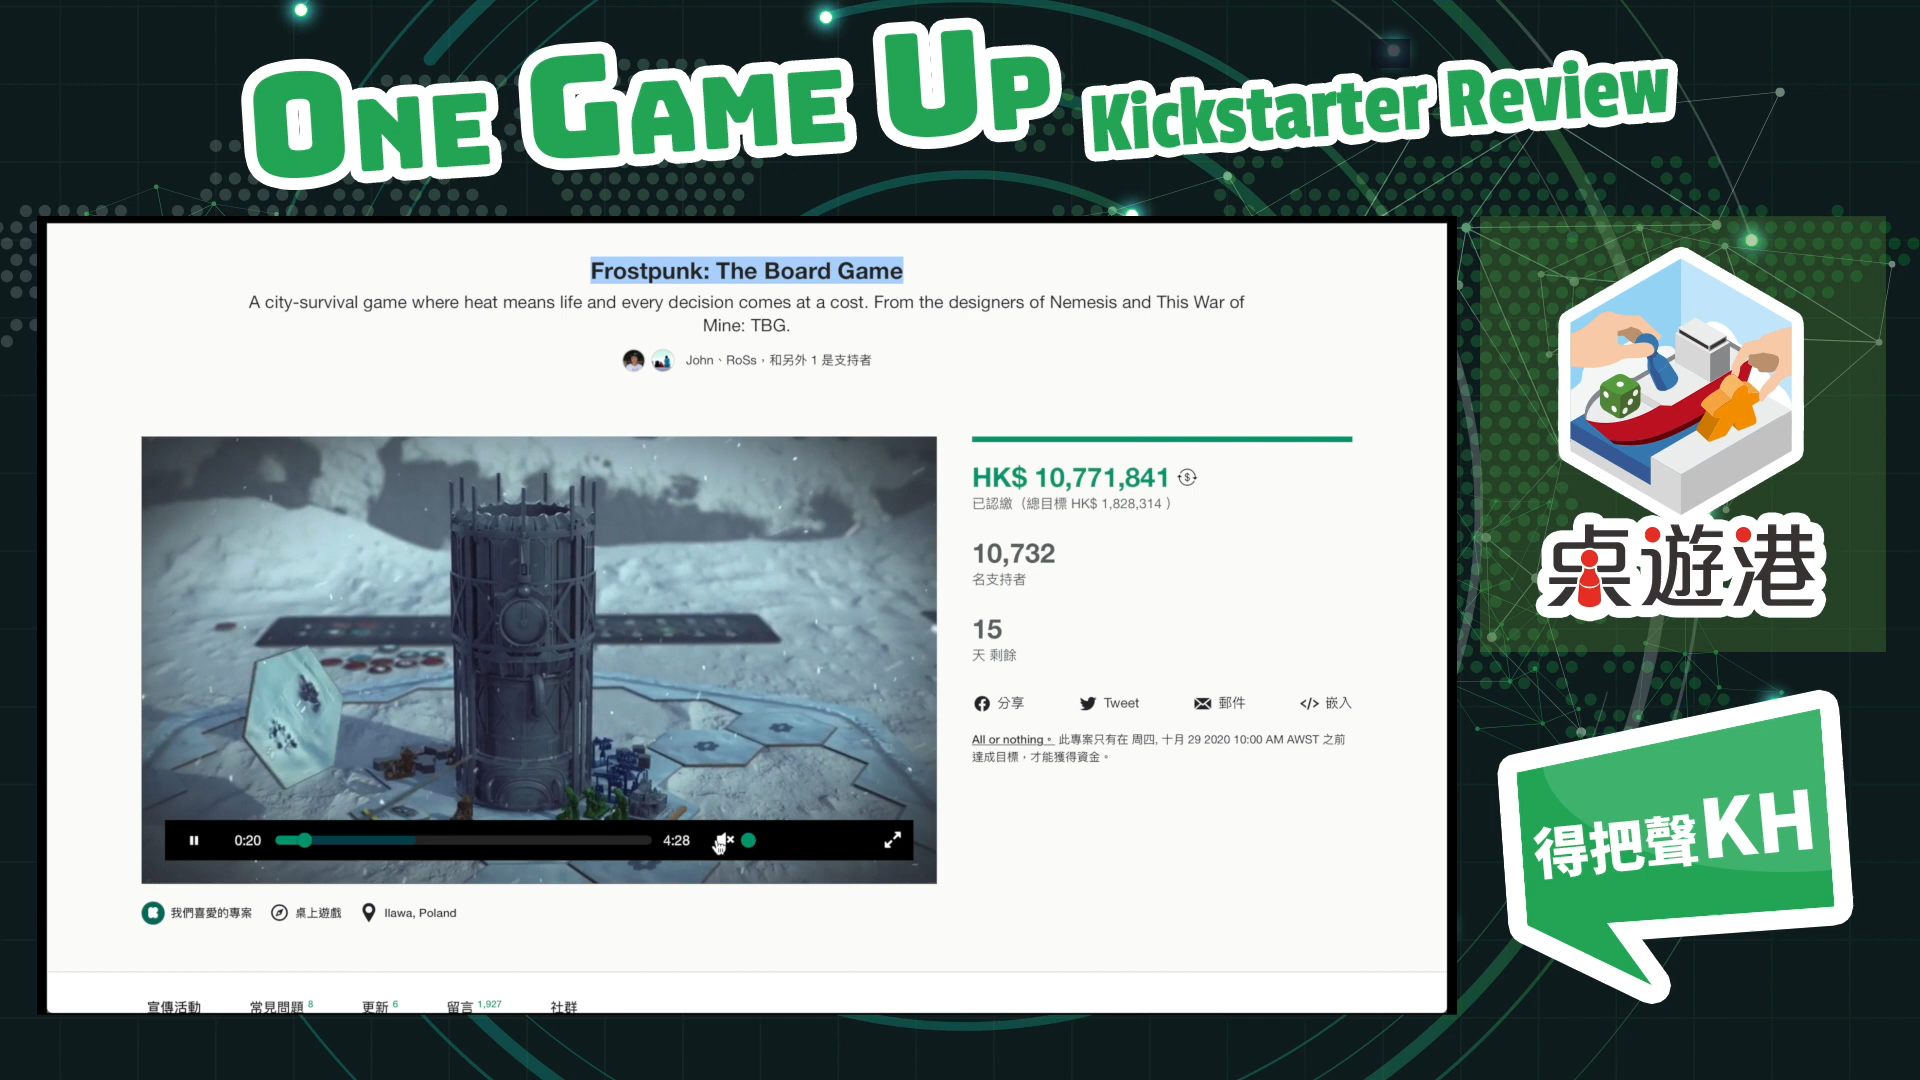 ONE GAME UP Kickstarter Review
Frostpunk: The Board Game
A city-survival game where heat means life and every decision comes at a cost. From the designers of Nemesis and This War of
Mine: TBG.
John、RoSs，和另外 1 是支持者
HK$ 10,771,841
已認繳（總目標 HK$ 1,828,314 ）
10,732
名支持者
15
天 剩餘
分享 Tweet 郵件 </> 嵌入
All or nothing。 此專案只有在 周四, 十月 29 2020 10:00 AM AWST 之前
達成目標，才能獲得資金。
0:20 4:28
我們喜愛的專案 桌上遊戲 Ilawa, Poland
宣傳活動 常見問題 8 更新 6 留言 1,927 社群
桌遊港
得把聲KH